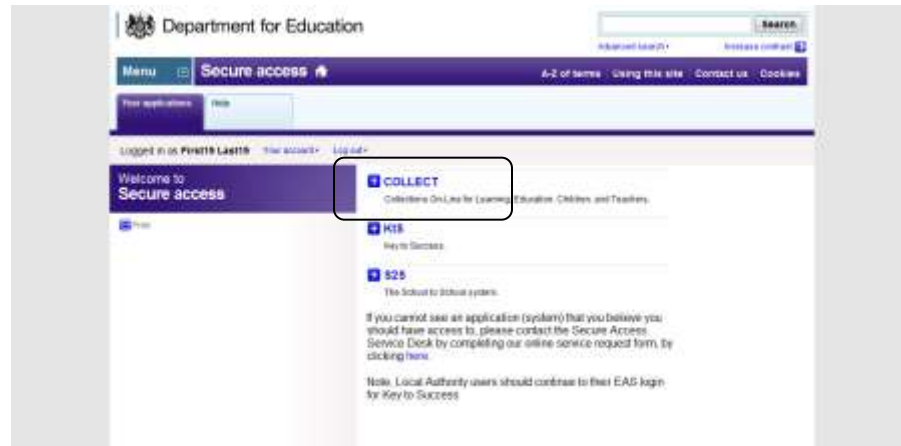 Department for Education
Search
Advanced search
Increase contrast
Menu
Secure access
A-Z of terms Using this site Contact us Cookies
Your applications
Help
Logged in as First19 Last19 Your account Log out
Welcome to
Secure access
Print
COLLECT
Collections On-Line for Learning, Education, Children, and Teachers.
KtS
Key to Success
S2S
The School to School system.
If you cannot see an application (system) that you believe you
should have access to, please contact the Secure Access
Service Desk by completing our online service request form, by
clicking here.
Note, Local Authority users should continue to their EAS login
for Key to Success